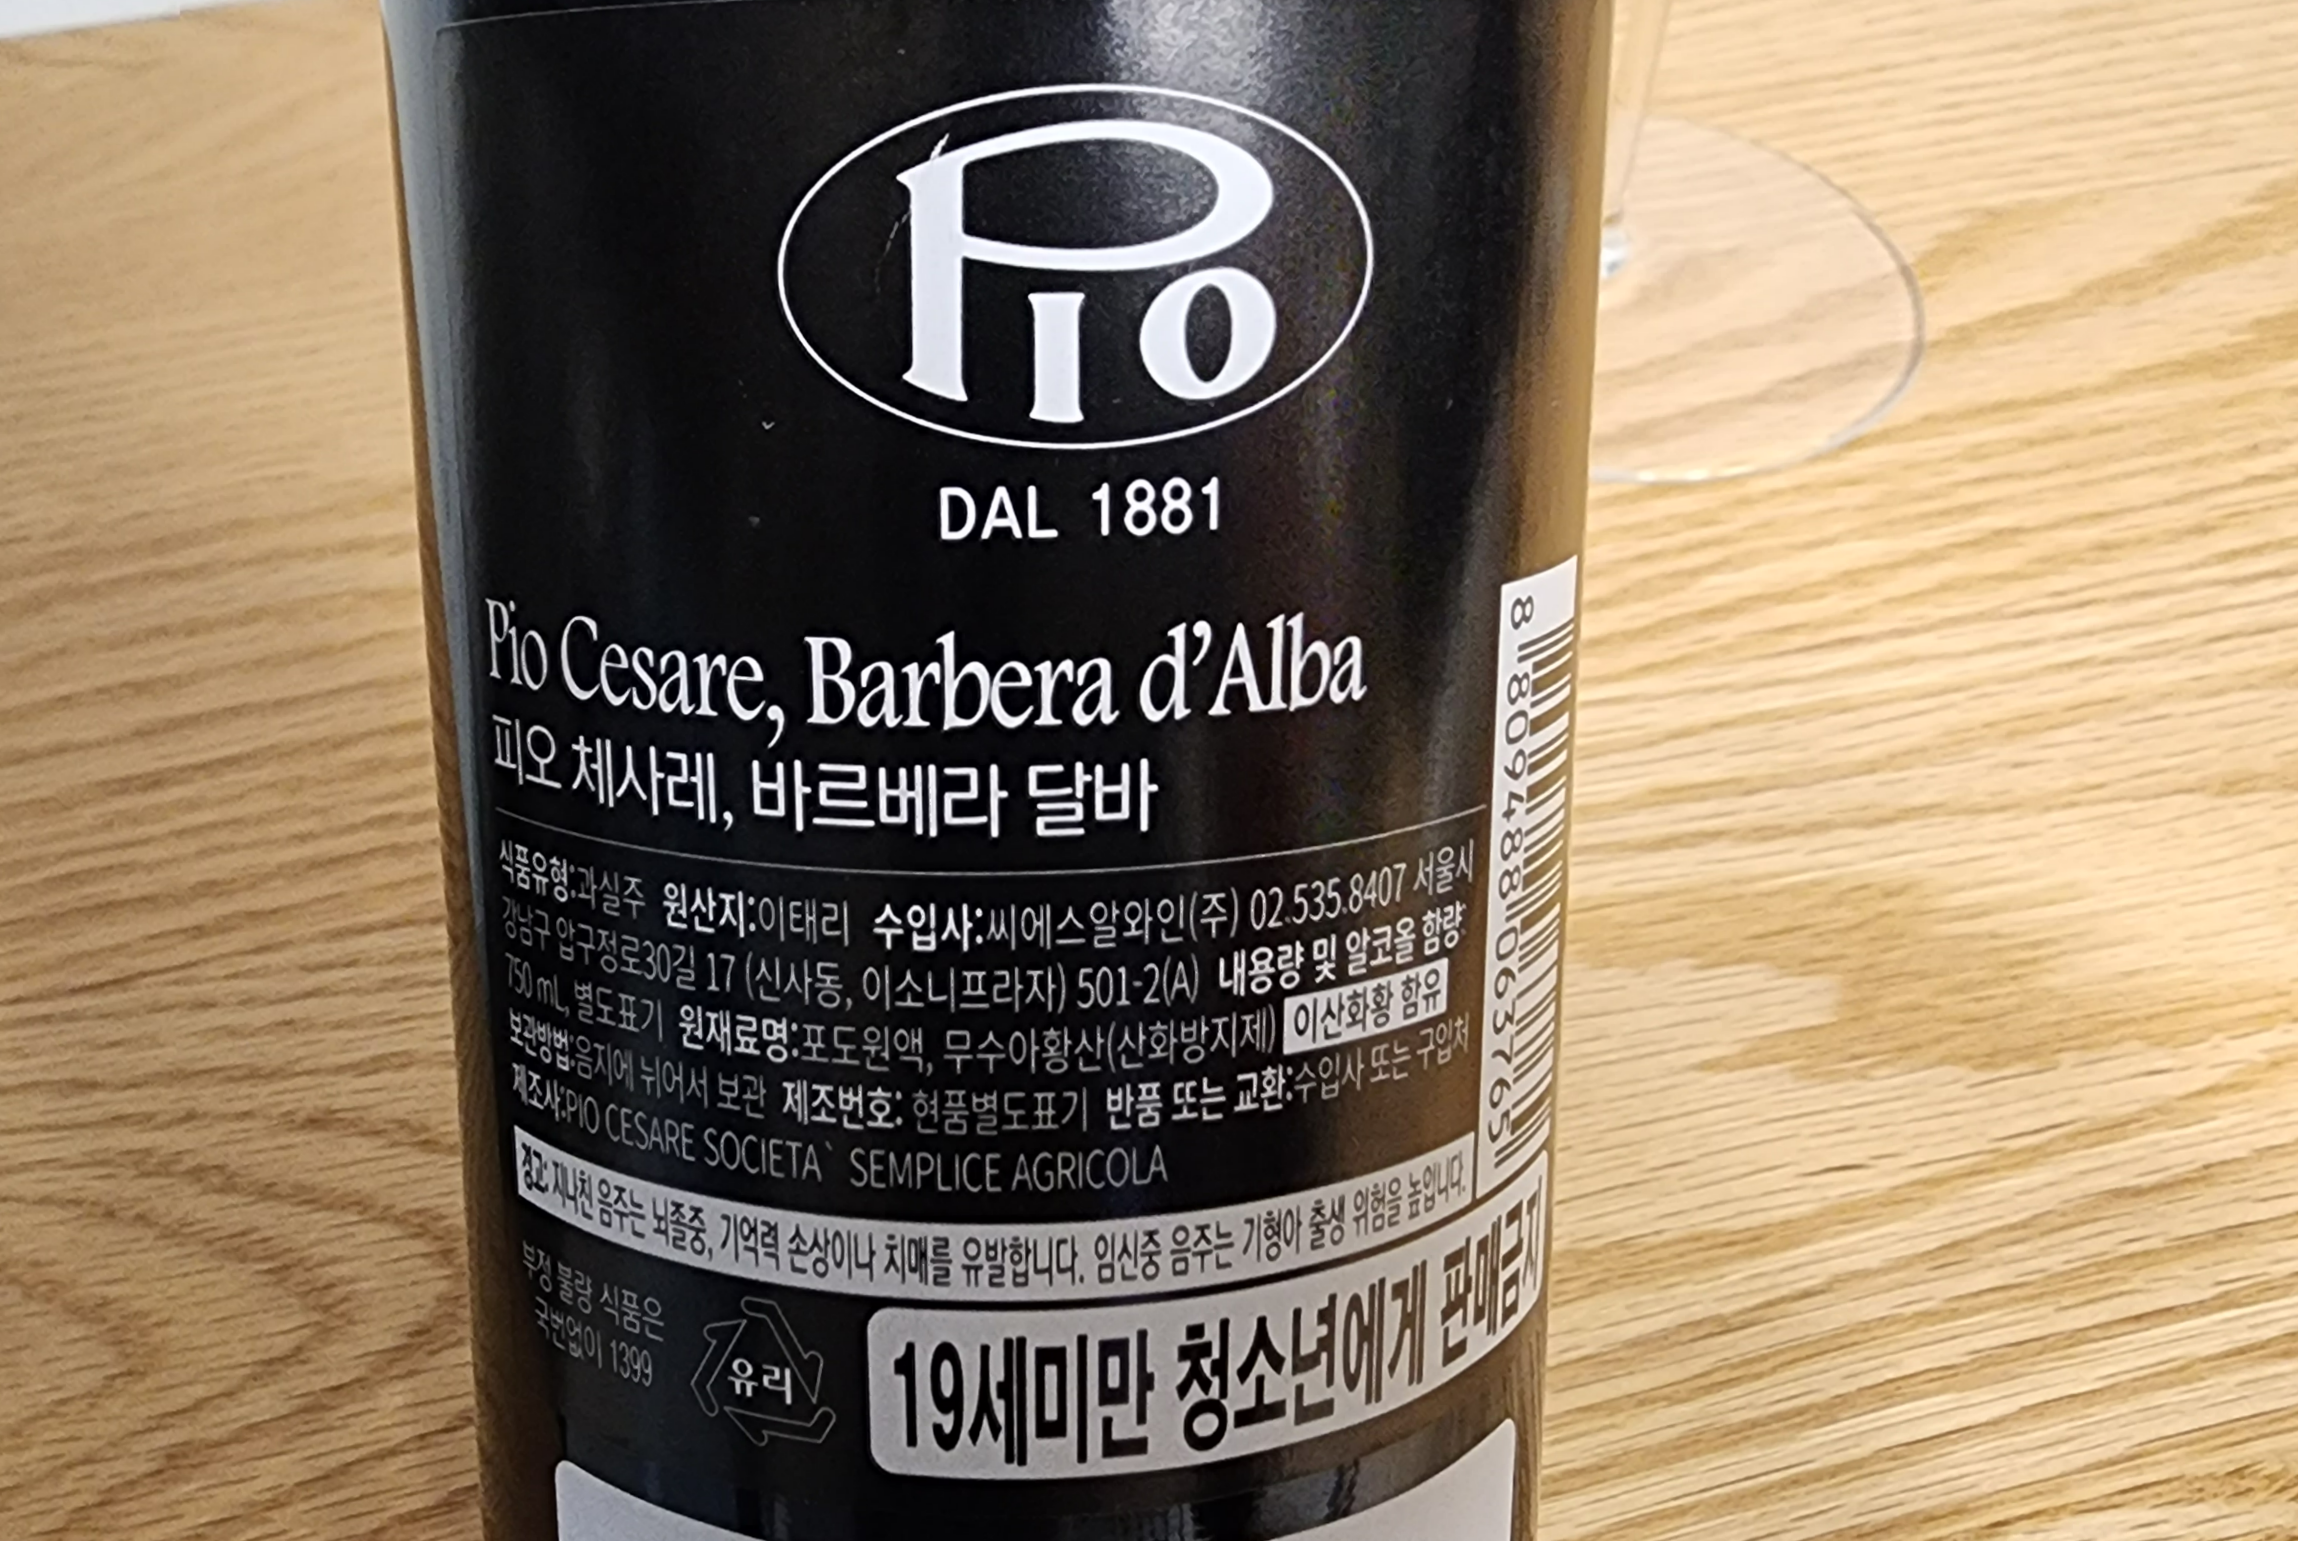 Pio
DAL 1881
Pio Cesare, Barbera d'Alba
피오 체사레, 바르베라 달바
식품유형:과실주 원산지:이태리 수입사:씨에스알와인(주) 02.535.8407 서울시
강남구 압구정로30길 17 (신사동, 이소니프라자) 501-2(A) 내용량 및 알코올 함량:
750 mL, 별도표기 원재료명:포도원액, 무수아황산(산화방지제) 이산화황 함유
보관방법:음지에 뉘어서 보관 제조번호: 현품별도표기 반품 또는 교환:수입사 또는 구입처
제조사:PIO CESARE SOCIETA` SEMPLICE AGRICOLA
경고: 지나친 음주는 뇌졸중, 기억력 손상이나 치매를 유발합니다. 임신중 음주는 기형아 출생 위험을 높입니다.
부정 불량 식품은
국번없이 1399
유리
19세미만 청소년에게 판매금지
8 809488 063765